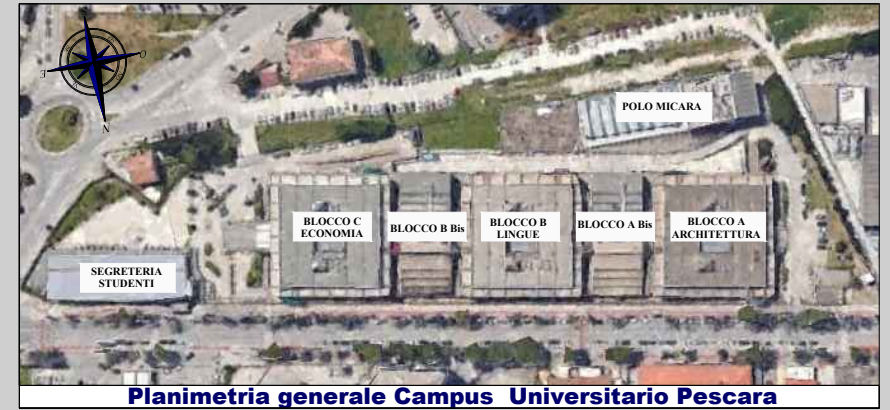 O
E
N
POLO MICARA
BLOCCO C
ECONOMIA
BLOCCO B Bis
BLOCCO B
LINGUE
BLOCCO A Bis
BLOCCO A
ARCHITETTURA
SEGRETERIA
STUDENTI
Planimetria generale Campus Universitario Pescara